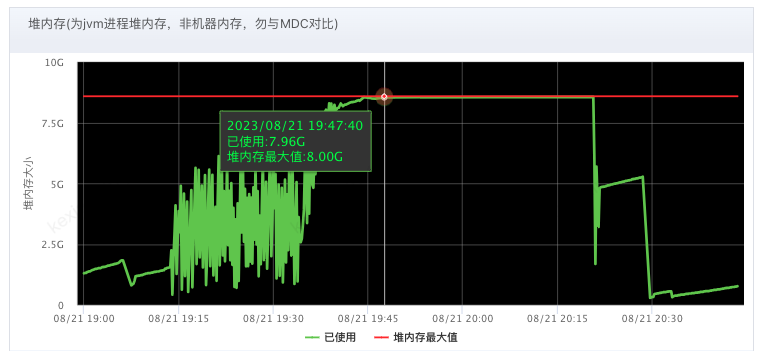 堆内存(为jvm进程堆内存，非机器内存，勿与MDC对比)
10G
7.5G
5G
2.5G
0
堆内存大小
2023/08/21 19:47:40
已使用:7.96G
堆内存最大值:8.00G
08/21 19:00
08/21 19:15
08/21 19:30
08/21 19:45
08/21 20:00
08/21 20:15
08/21 20:30
已使用
堆内存最大值